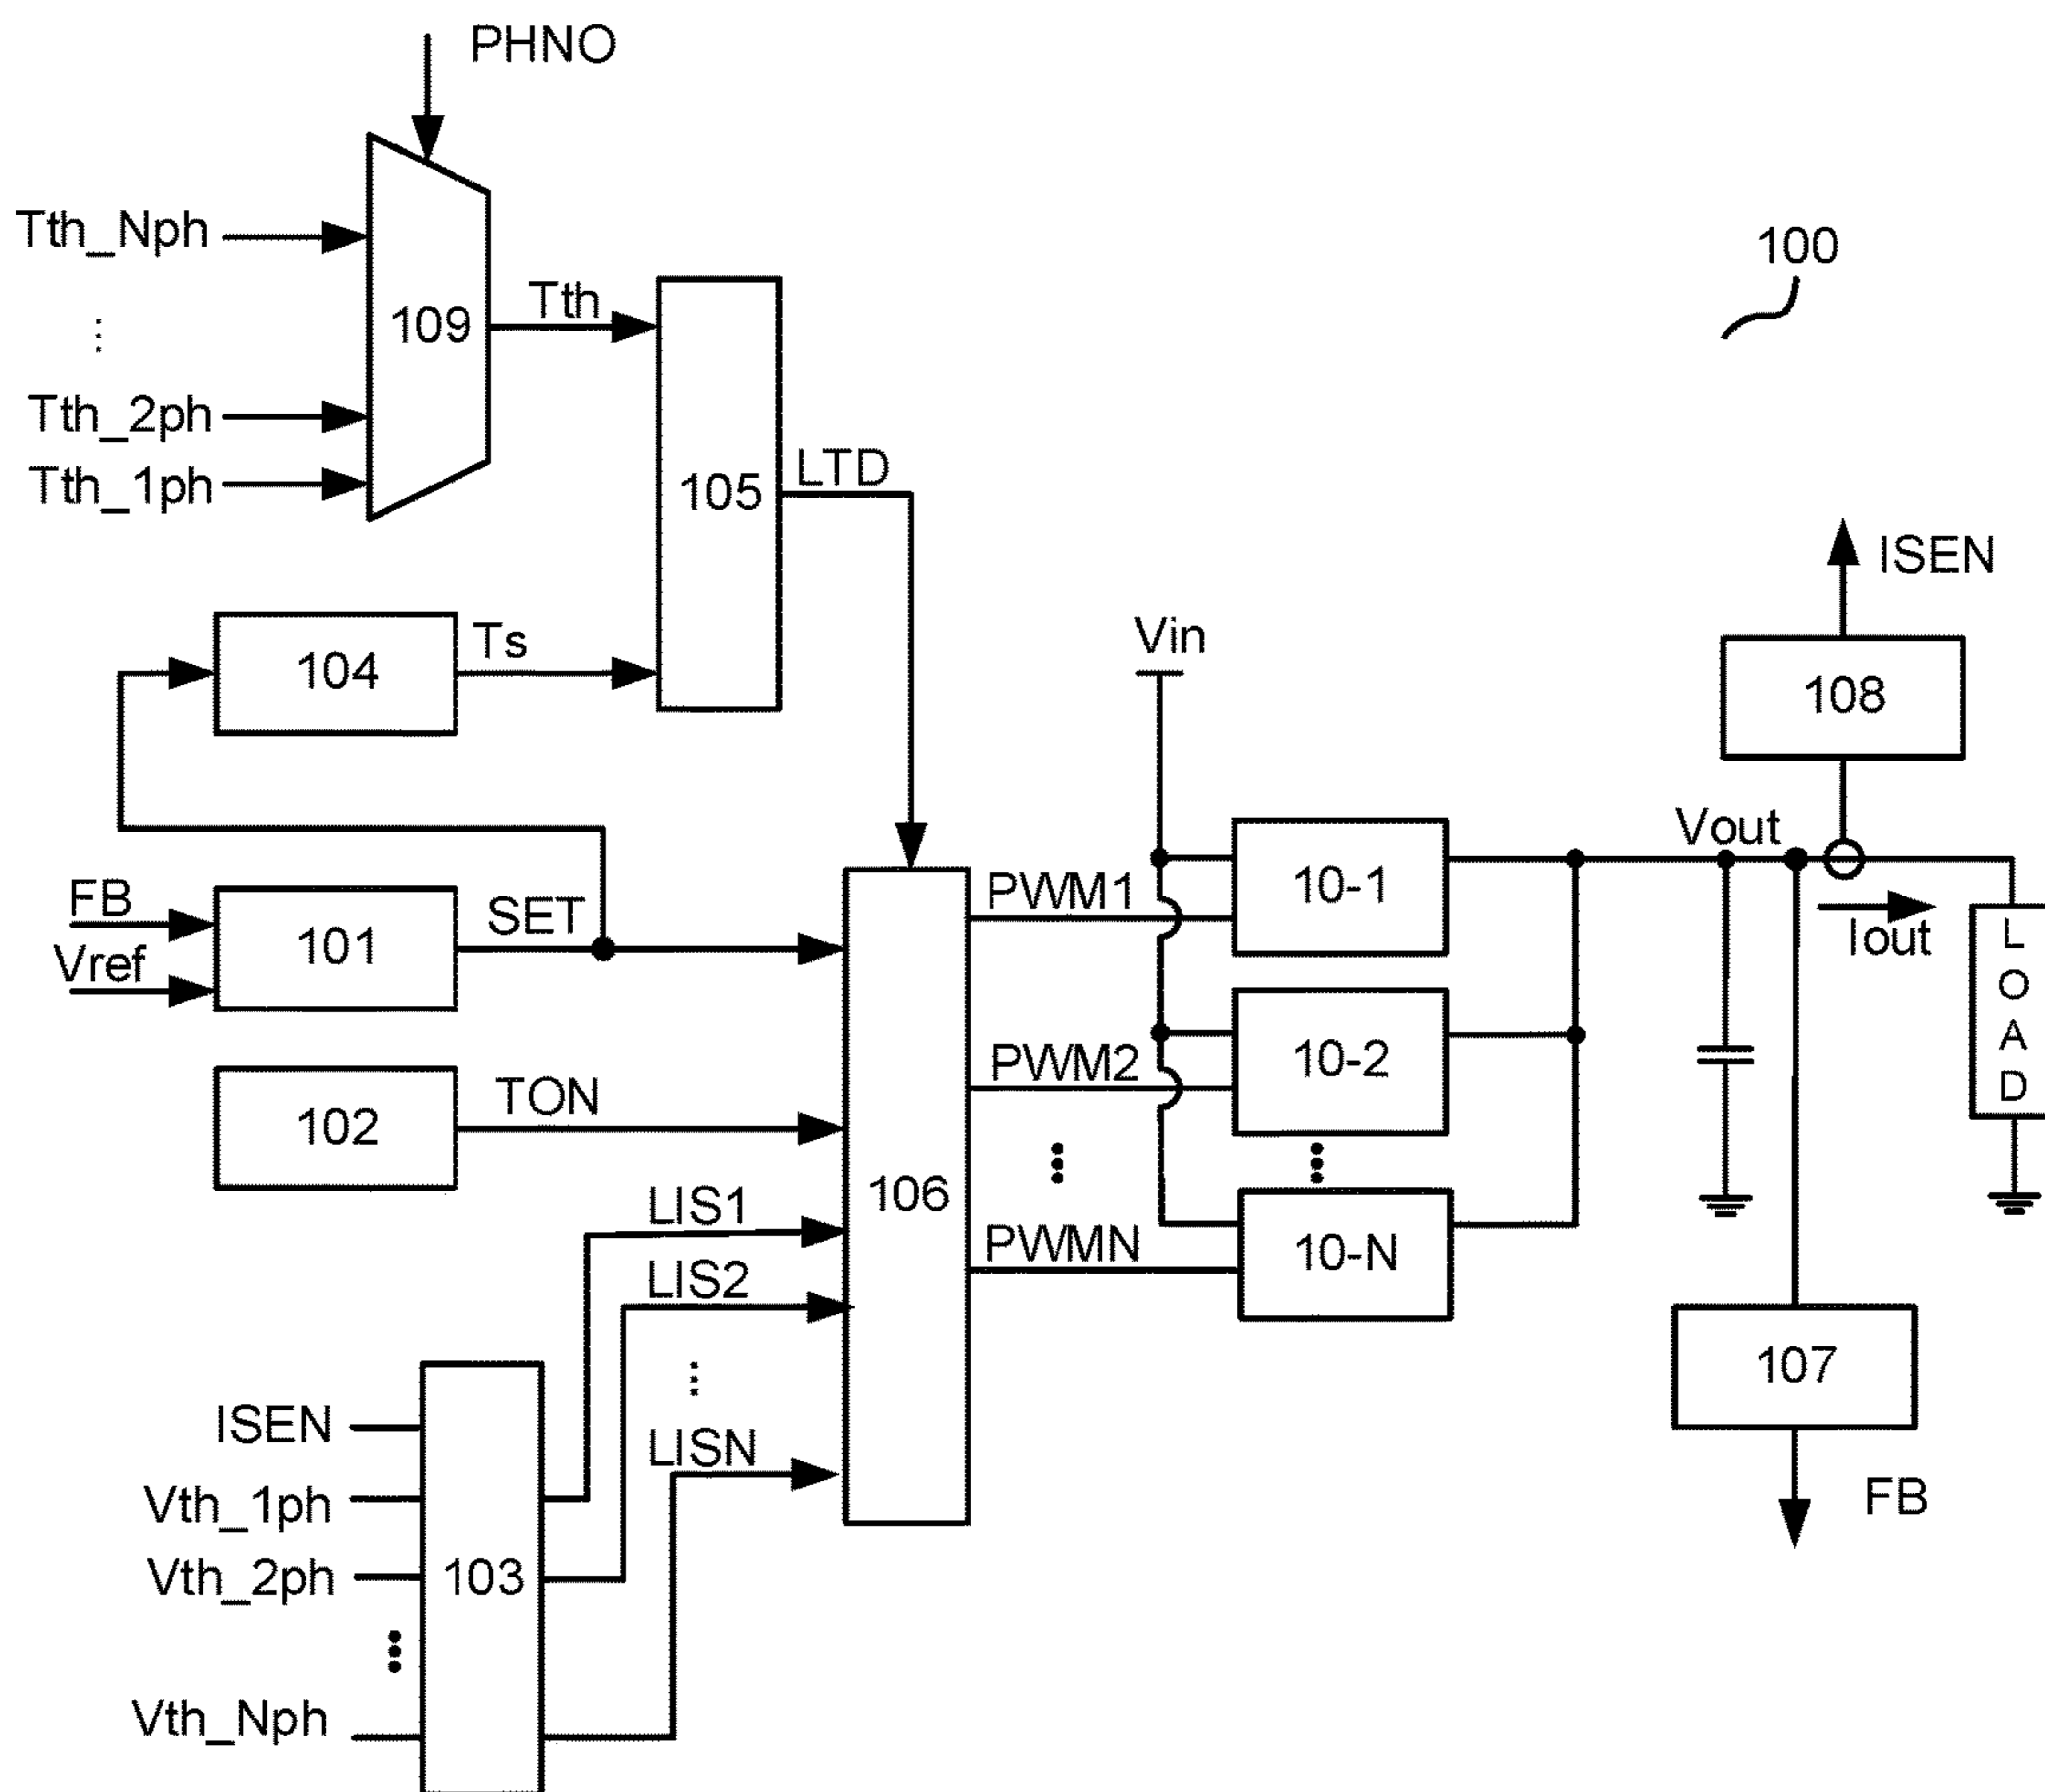 PHNO
Tth_Nph
⋮
Tth_2ph
Tth_1ph
109
Tth
105
LTD
100
104
Ts
ISEN
108
Vin
FB
Vref
101
SET
102
TON
106
PWM1
PWM2
⋮
PWMN
10-1
10-2
⋮
10-N
Vout
Iout
LOAD
107
FB
LIS1
LIS2
⋮
LISN
ISEN
Vth_1ph
Vth_2ph
⋮
Vth_Nph
103